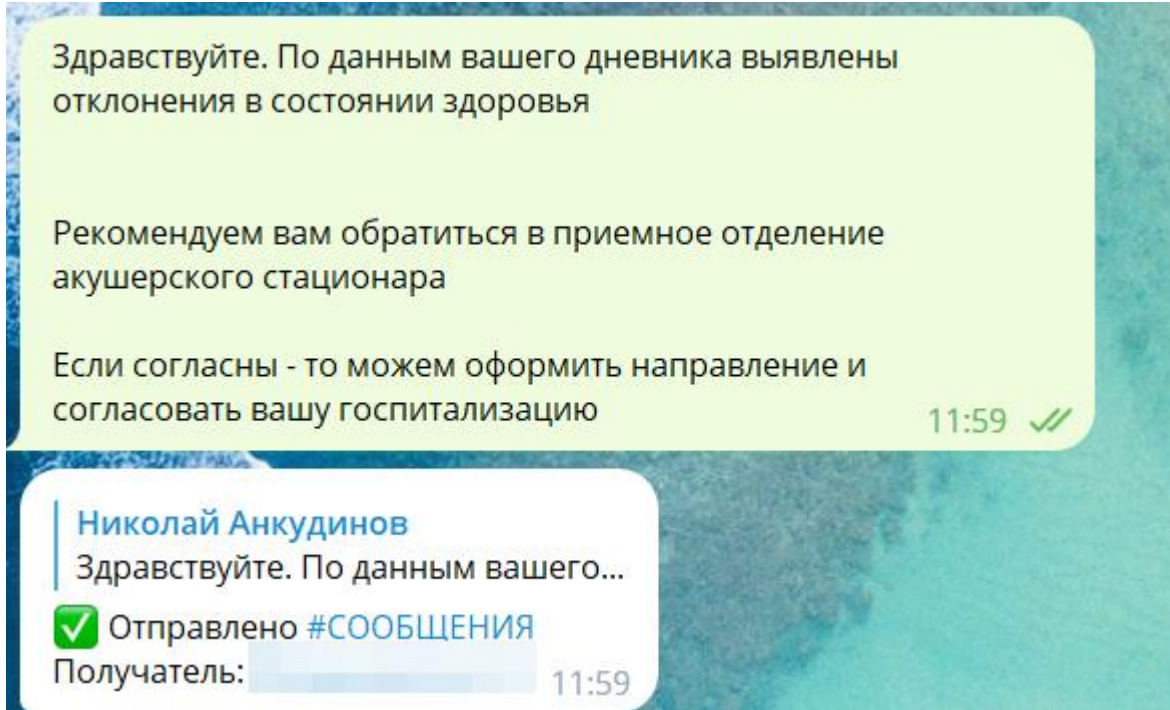 Здравствуйте. По данным вашего дневника выявлены
отклонения в состоянии здоровья
Рекомендуем вам обратиться в приемное отделение
акушерского стационара
Если согласны - то можем оформить направление и
согласовать вашу госпитализацию
11:59
Николай Анкудинов
Здравствуйте. По данным вашего...
✅ Отправлено #СООБЩЕНИЯ
Получатель:
11:59